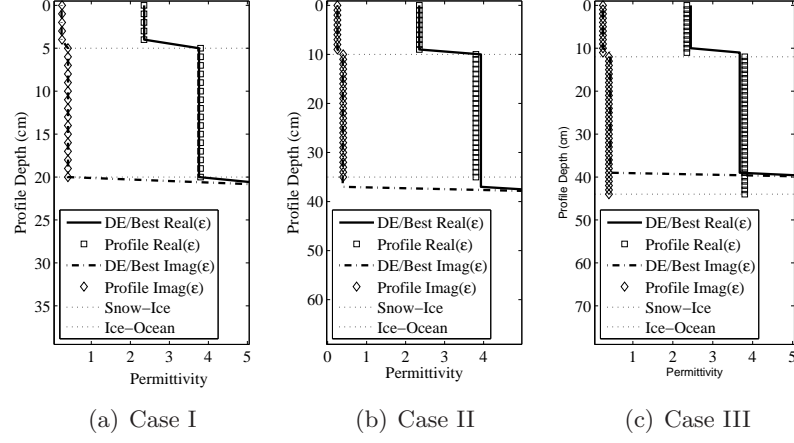 0
5
10
15
20
25
30
35
Profile Depth (cm)
DE/Best Real(ε)
Profile Real(ε)
DE/Best Imag(ε)
Profile Imag(ε)
Snow−Ice
Ice−Ocean
1 2 3 4 5
Permittivity
(a) Case I
0
10
20
30
40
50
60
Profile Depth (cm)
DE/Best Real(ε)
Profile Real(ε)
DE/Best Imag(ε)
Profile Imag(ε)
Snow−Ice
Ice−Ocean
0 1 2 3 4
Permittivity
(b) Case II
0
10
20
30
40
50
60
70
Profile Depth (cm)
DE/Best Real(ε)
Profile Real(ε)
DE/Best Imag(ε)
Profile Imag(ε)
Snow−Ice
Ice−Ocean
1 2 3 4 5
Permittivity
(c) Case III